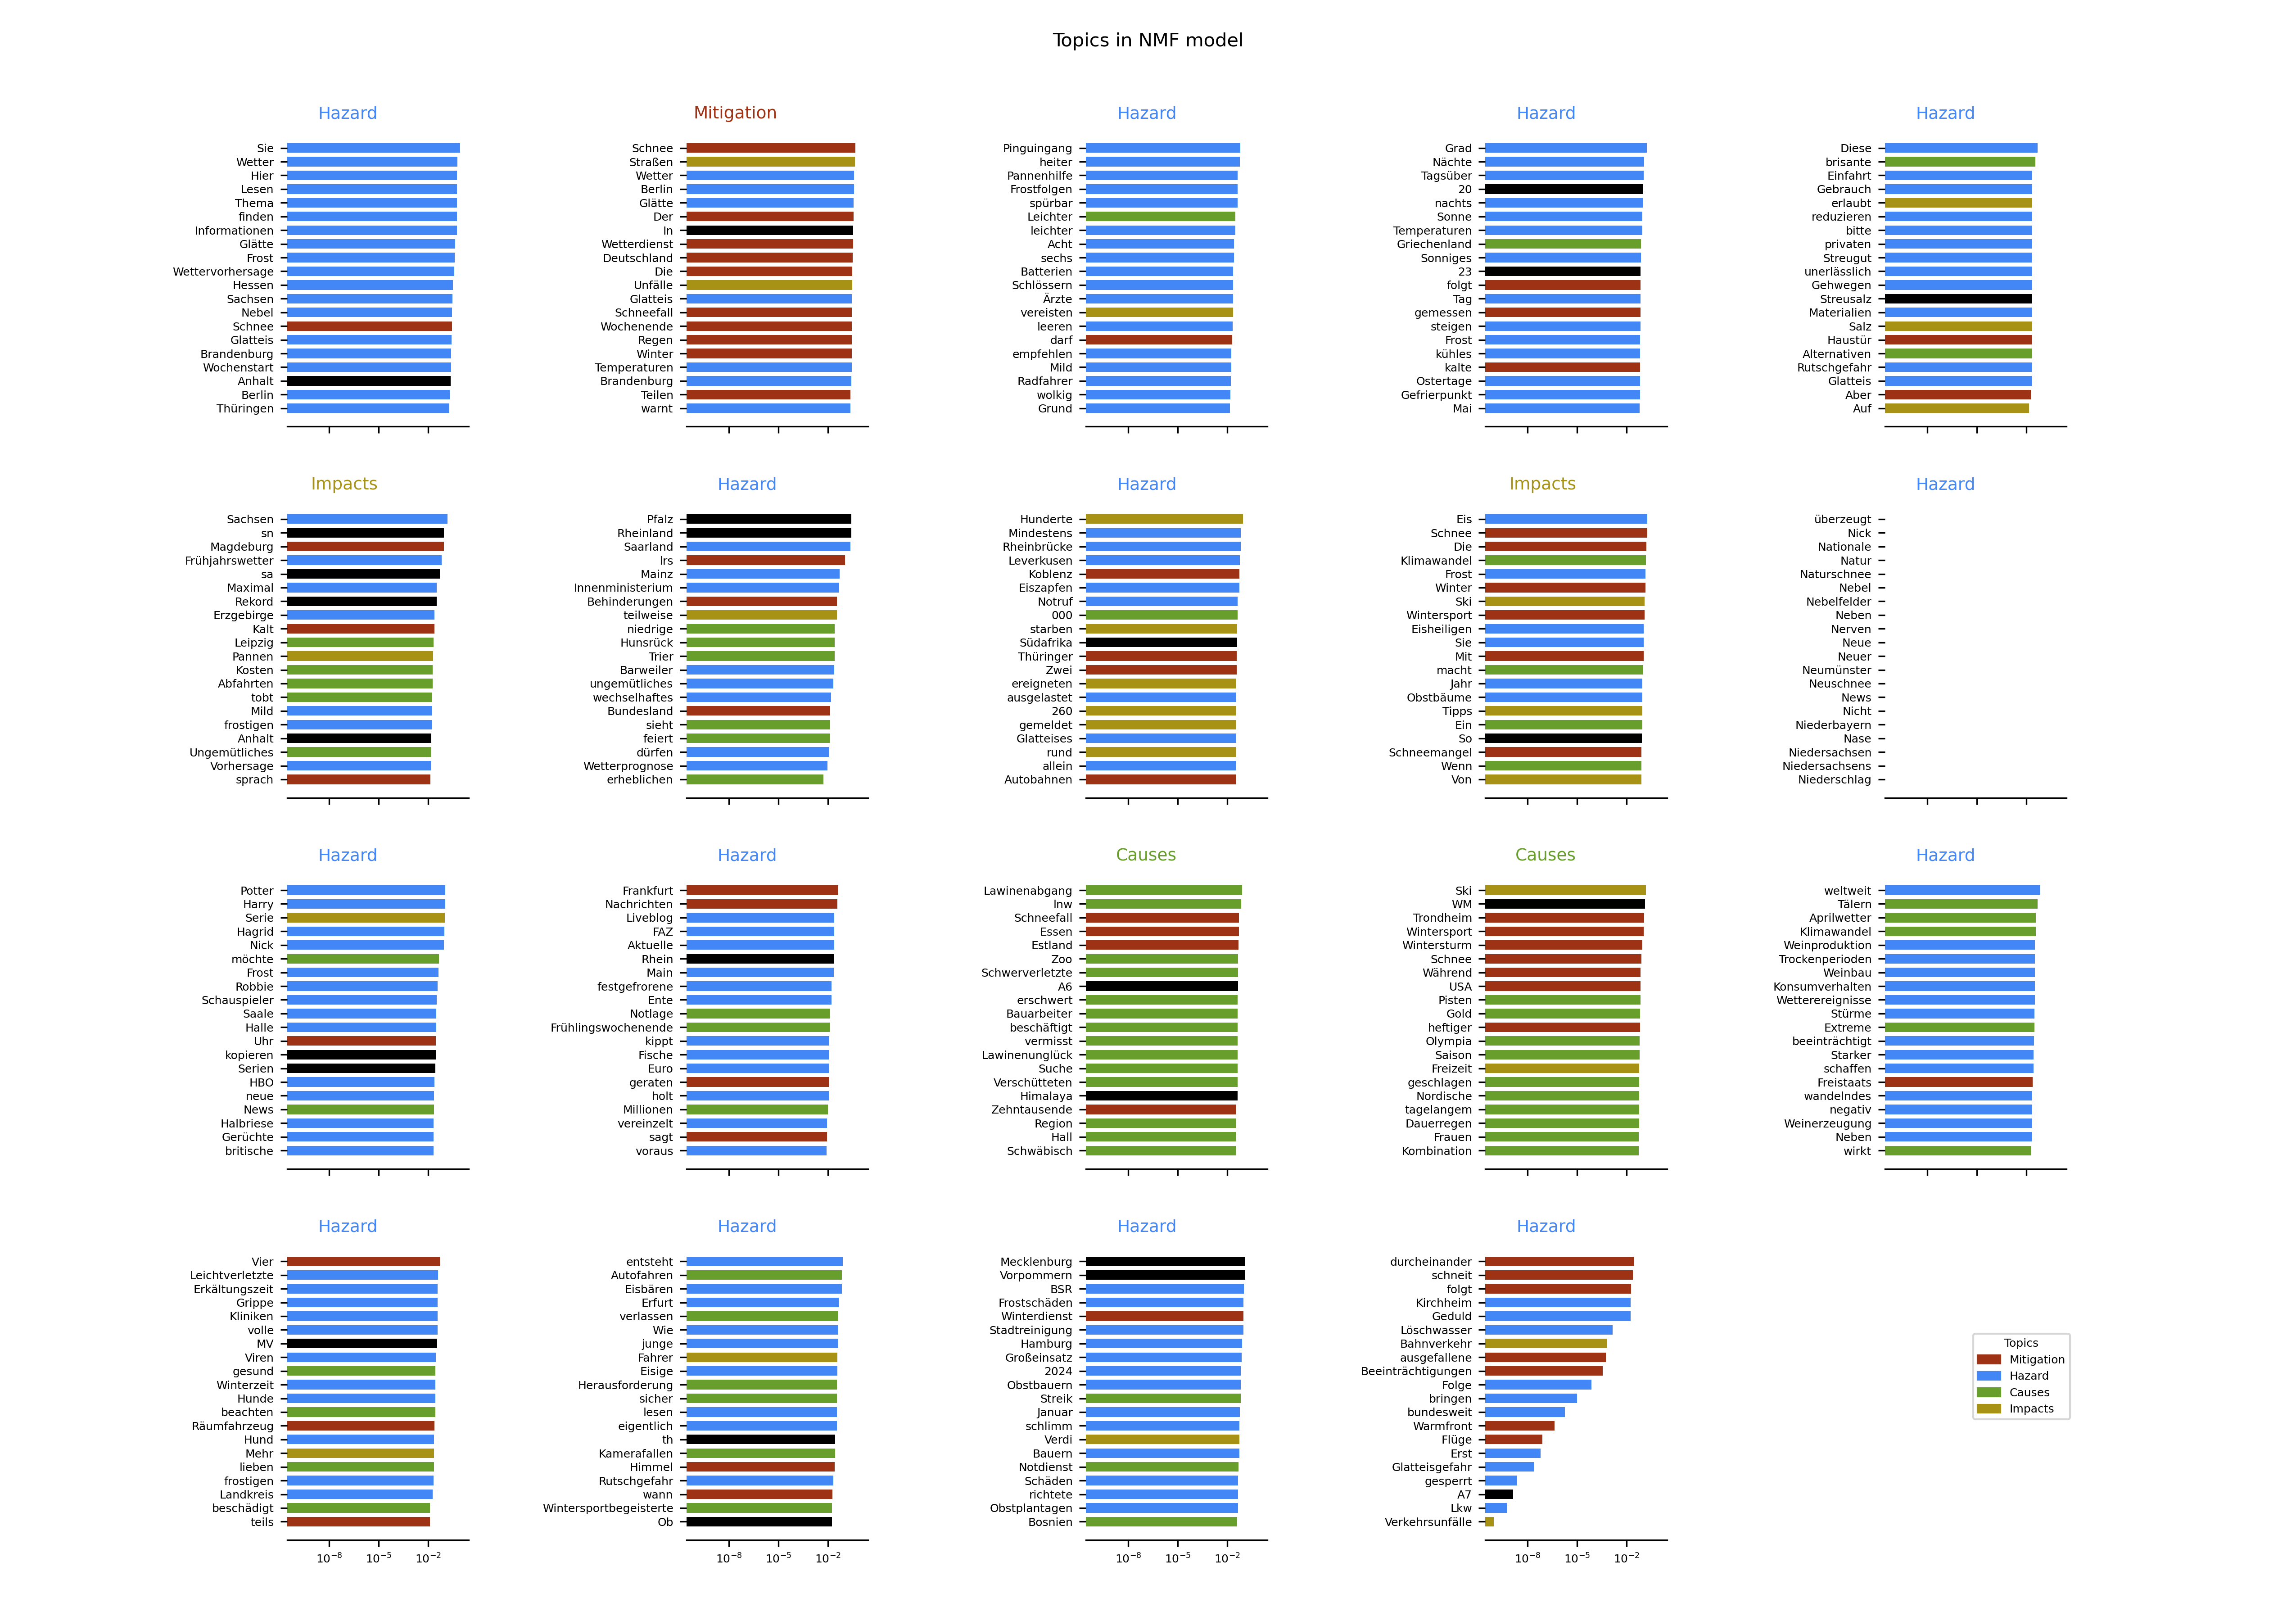 Topics in NMF model
Hazard
Sie
Wetter
Hier
Lesen
Thema
finden
Informationen
Glätte
Frost
Wettervorhersage
Hessen
Sachsen
Nebel
Schnee
Glatteis
Brandenburg
Wochenstart
Anhalt
Berlin
Thüringen
Mitigation
Schnee
Straßen
Wetter
Berlin
Glätte
Der
In
Wetterdienst
Deutschland
Die
Unfälle
Glatteis
Schneefall
Wochenende
Regen
Winter
Temperaturen
Brandenburg
Teilen
warnt
Hazard
Pinguingang
heiter
Pannenhilfe
Frostfolgen
spürbar
Leichter
leichter
Acht
sechs
Batterien
Schlössern
Ärzte
vereisten
leeren
darf
empfehlen
Mild
Radfahrer
wolkig
Grund
Hazard
Grad
Nächte
Tagsüber
20
nachts
Sonne
Temperaturen
Griechenland
Sonniges
23
folgt
Tag
gemessen
steigen
Frost
kühles
kalte
Ostertage
Gefrierpunkt
Mai
Hazard
Diese
brisante
Einfahrt
Gebrauch
erlaubt
reduzieren
bitte
privaten
Streugut
unerlässlich
Gehwegen
Streusalz
Materialien
Salz
Haustür
Alternativen
Rutschgefahr
Glatteis
Aber
Auf
Impacts
Sachsen
sn
Magdeburg
Frühjahrswetter
sa
Maximal
Rekord
Erzgebirge
Kalt
Leipzig
Pannen
Kosten
Abfahrten
tobt
Mild
frostigen
Anhalt
Ungemütliches
Vorhersage
sprach
Hazard
Pfalz
Rheinland
Saarland
lrs
Mainz
Innenministerium
Behinderungen
teilweise
niedrige
Hunsrück
Trier
Barweiler
ungemütliches
wechselhaftes
Bundesland
sieht
feiert
dürfen
Wetterprognose
erheblichen
Hazard
Hunderte
Mindestens
Rheinbrücke
Leverkusen
Koblenz
Eiszapfen
Notruf
000
starben
Südafrika
Thüringer
Zwei
ereigneten
ausgelastet
260
gemeldet
Glatteises
rund
allein
Autobahnen
Impacts
Eis
Schnee
Die
Klimawandel
Frost
Winter
Ski
Wintersport
Eisheiligen
Sie
Mit
macht
Jahr
Obstbäume
Tipps
Ein
So
Schneemangel
Wenn
Von
Hazard
überzeugt
Nick
Nationale
Natur
Naturschnee
Nebel
Nebelfelder
Neben
Nerven
Neue
Neuer
Neumünster
Neuschnee
News
Nicht
Niederbayern
Nase
Niedersachsen
Niedersachsens
Niederschlag
Hazard
Potter
Harry
Serie
Hagrid
Nick
möchte
Frost
Robbie
Schauspieler
Saale
Halle
Uhr
kopieren
Serien
HBO
neue
News
Halbriese
Gerüchte
britische
Hazard
Frankfurt
Nachrichten
Liveblog
FAZ
Aktuelle
Rhein
Main
festgefrorene
Ente
Notlage
Frühlingswochenende
kippt
Fische
Euro
geraten
holt
Millionen
vereinzelt
sagt
voraus
Causes
Lawinenabgang
lnw
Schneefall
Essen
Estland
Zoo
Schwerverletzte
A6
erschwert
Bauarbeiter
beschäftigt
vermisst
Lawinenunglück
Suche
Verschütteten
Himalaya
Zehntausende
Region
Hall
Schwäbisch
Causes
Ski
WM
Trondheim
Wintersport
Wintersturm
Schnee
Während
USA
Pisten
Gold
heftiger
Olympia
Saison
Freizeit
geschlagen
Nordische
tagelangem
Dauerregen
Frauen
Kombination
Hazard
weltweit
Tälern
Aprilwetter
Klimawandel
Weinproduktion
Trockenperioden
Weinbau
Konsumverhalten
Wetterereignisse
Stürme
Extreme
beeinträchtigt
Starker
schaffen
Freistaats
wandelndes
negativ
Weinerzeugung
Neben
wirkt
Hazard
Vier
Leichtverletzte
Erkältungszeit
Grippe
Kliniken
volle
MV
Viren
gesund
Winterzeit
Hunde
beachten
Räumfahrzeug
Hund
Mehr
lieben
frostigen
Landkreis
beschädigt
teils
10⁻⁸ 10⁻⁵ 10⁻²
Hazard
entsteht
Autofahren
Eisbären
Erfurt
verlassen
Wie
junge
Fahrer
Eisige
Herausforderung
sicher
lesen
eigentlich
th
Kamerafallen
Himmel
Rutschgefahr
wann
Wintersportbegeisterte
Ob
10⁻⁸ 10⁻⁵ 10⁻²
Hazard
Mecklenburg
Vorpommern
BSR
Frostschäden
Winterdienst
Stadtreinigung
Hamburg
Großeinsatz
2024
Obstbauern
Streik
Januar
schlimm
Verdi
Bauern
Notdienst
Schäden
richtete
Obstplantagen
Bosnien
10⁻⁸ 10⁻⁵ 10⁻²
Hazard
durcheinander
schneit
folgt
Kirchheim
Geduld
Löschwasser
Bahnverkehr
ausgefallene
Beeinträchtigungen
Folge
bringen
bundesweit
Warmfront
Flüge
Erst
Glatteisgefahr
gesperrt
A7
Lkw
Verkehrsunfälle
10⁻⁸ 10⁻⁵ 10⁻²
Topics
Mitigation
Hazard
Causes
Impacts